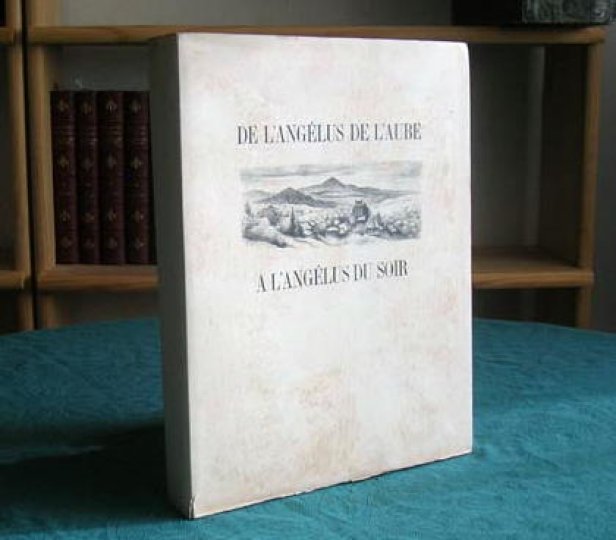 DE L'ANGÉLUS DE L'AUBE
A L'ANGÉLUS DU SOIR